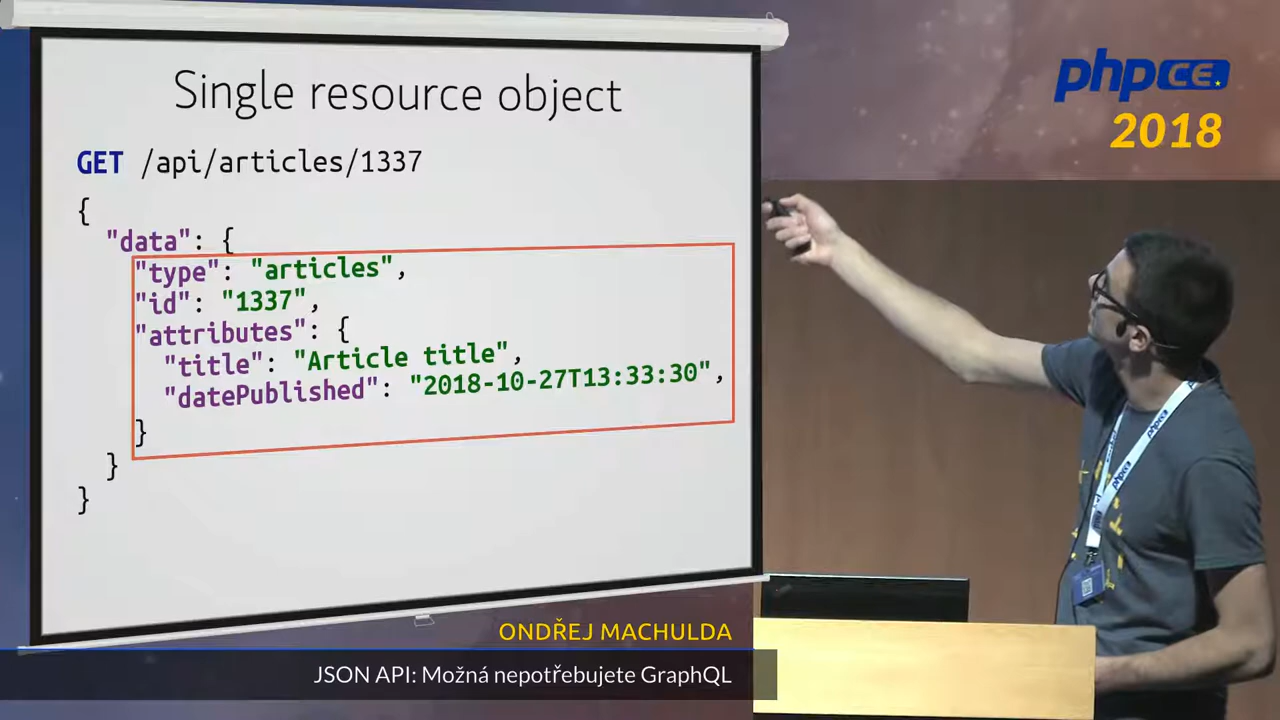 Single resource object
GET /api/articles/1337
{
"data": {
"type": "articles",
"id": "1337",
"attributes": {
"title": "Article title",
"datePublished": "2018-10-27T13:33:30",
}
}
}
phpce
2018
phpce
ONDŘEJ MACHULDA
JSON API: Možná nepotřebujete GraphQL